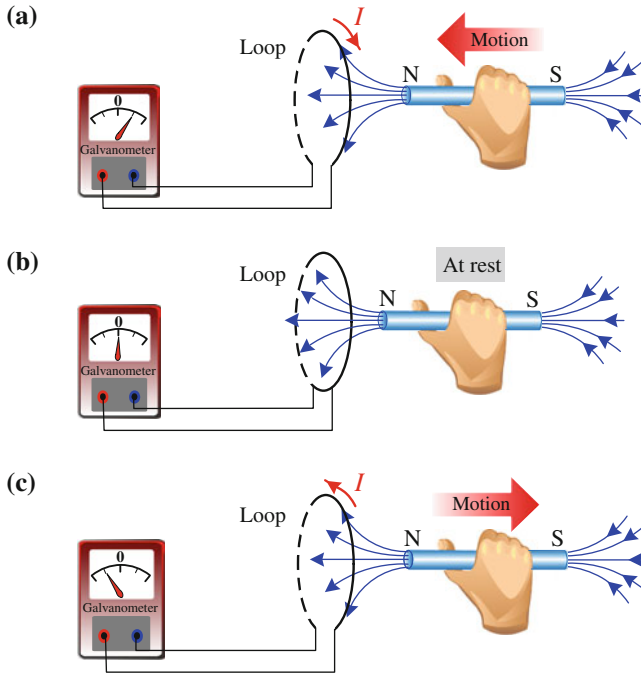 (a)
I
Loop
Motion
N
S
0
Galvanometer
(b)
Loop
At rest
N
S
0
Galvanometer
(c)
I
Loop
Motion
N
S
0
Galvanometer